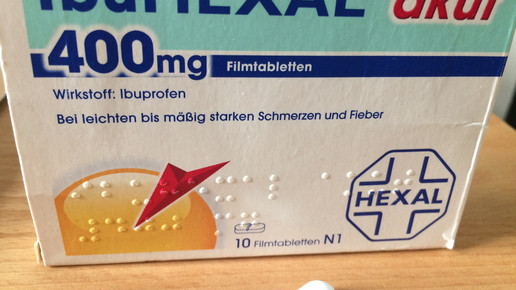 IbuHEXAL akut
400mg Filmtabletten
Wirkstoff: Ibuprofen
Bei leichten bis mäßig starken Schmerzen und Fieber
HEXAL
10 Filmtabletten N1